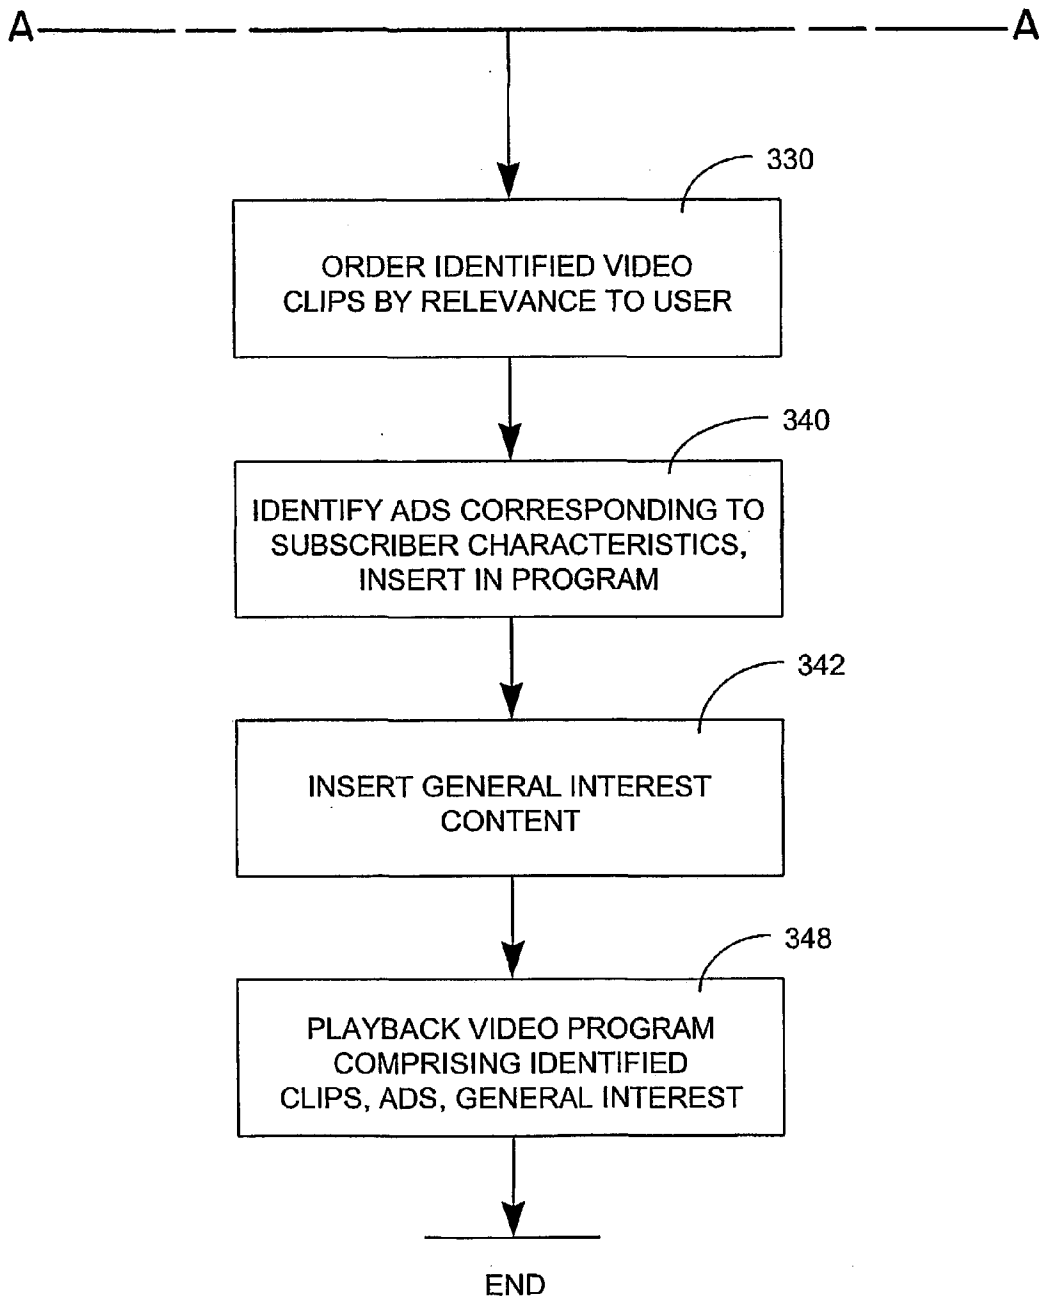 A A
330
ORDER IDENTIFIED VIDEO
CLIPS BY RELEVANCE TO USER
340
IDENTIFY ADS CORRESPONDING TO
SUBSCRIBER CHARACTERISTICS,
INSERT IN PROGRAM
342
INSERT GENERAL INTEREST
CONTENT
348
PLAYBACK VIDEO PROGRAM
COMPRISING IDENTIFIED
CLIPS, ADS, GENERAL INTEREST
END